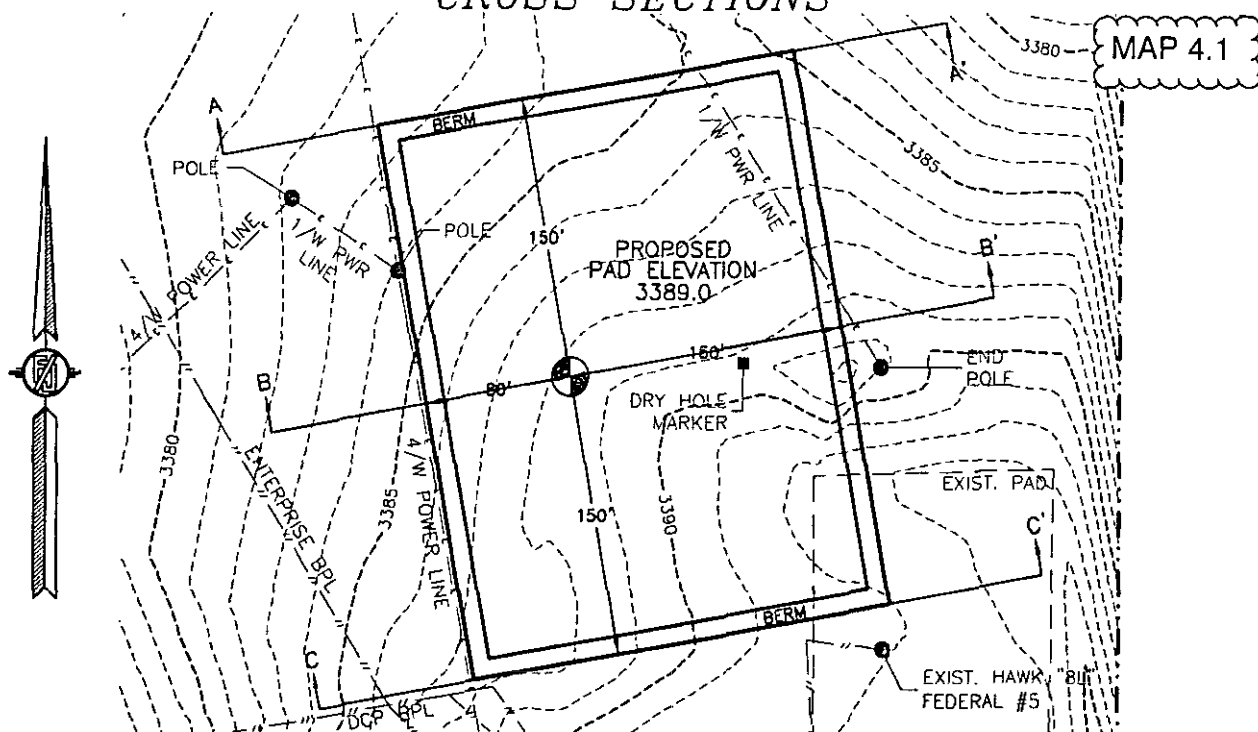 CROSS SECTIONS
MAP 4.1
3380
A
A'
BERM
POLE
1/W PWR LINE
3385
POLE
1/W PWR
LINE
4/W POWER LINE
150'
PROPOSED
PAD ELEVATION
3389.0
B'
150'
END
POLE
B
80'
DRY HOLE
MARKER
3380
ENTERPRISE BPL
3385
4/W POWER LINE
150'
3390
EXIST. PAD
C'
BERM
C
EXIST. HAWK "8L"
FEDERAL #5
DCP BPL